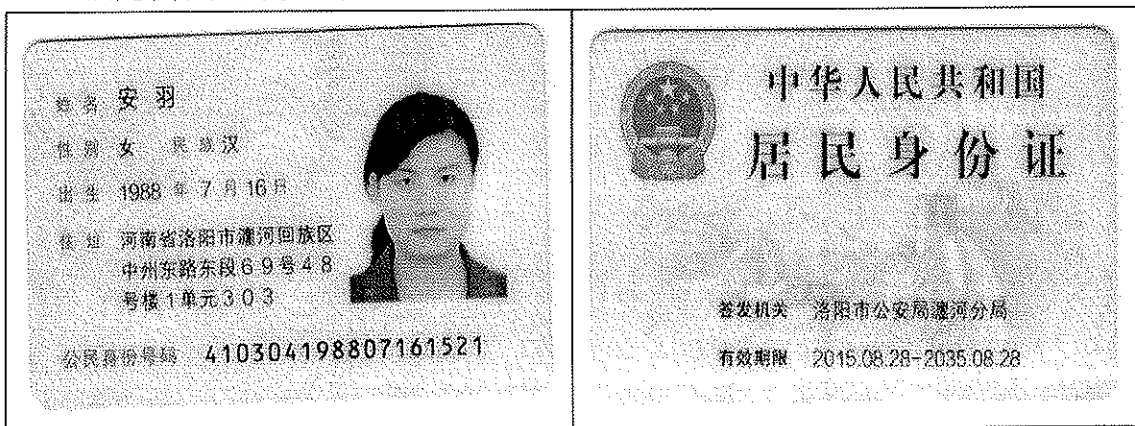 姓名 安羽
性别 女 民族 汉
出生 1988 年 7 月 16 日
住址 河南省洛阳市瀍河回族区
中州东路东段69号48
号楼1单元303
公民身份号码 410304198807161521
中华人民共和国
居民身份证
签发机关 洛阳市公安局瀍河分局
有效期限 2015.08.28-2035.08.28